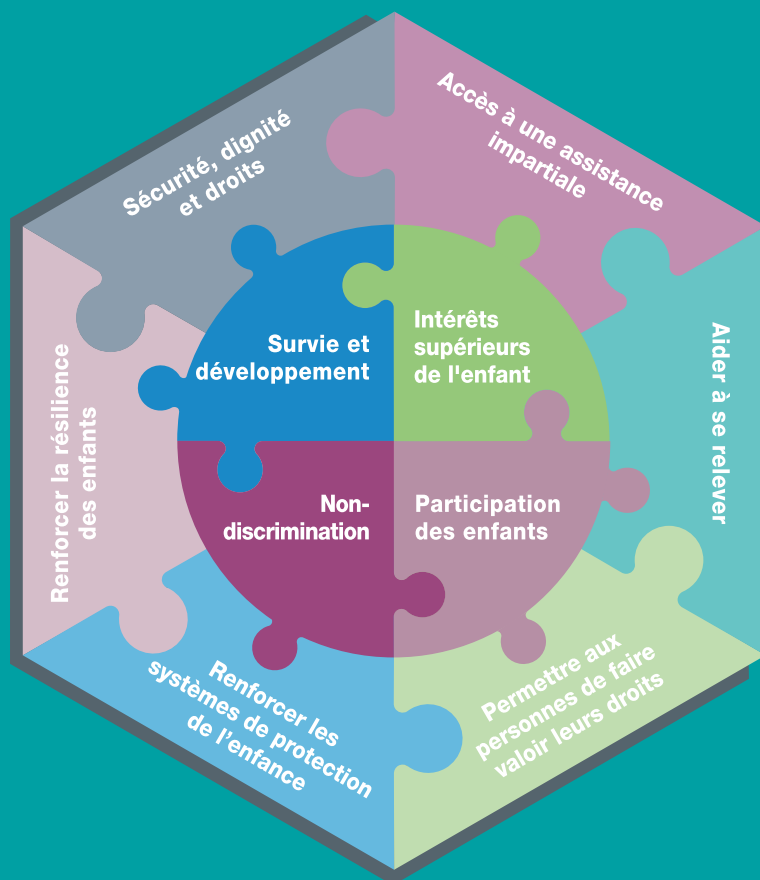 Sécurité, dignité
et droits
Accès à une assistance
impartiale
Survie et
développement
Intérêts
supérieurs
de l'enfant
Aider à se relever
Renforcer la résilience
des enfants
Non-
discrimination
Participation
des enfants
Renforcer les
systèmes de protection
de l’enfance
Permettre aux
personnes de faire
valoir leurs droits